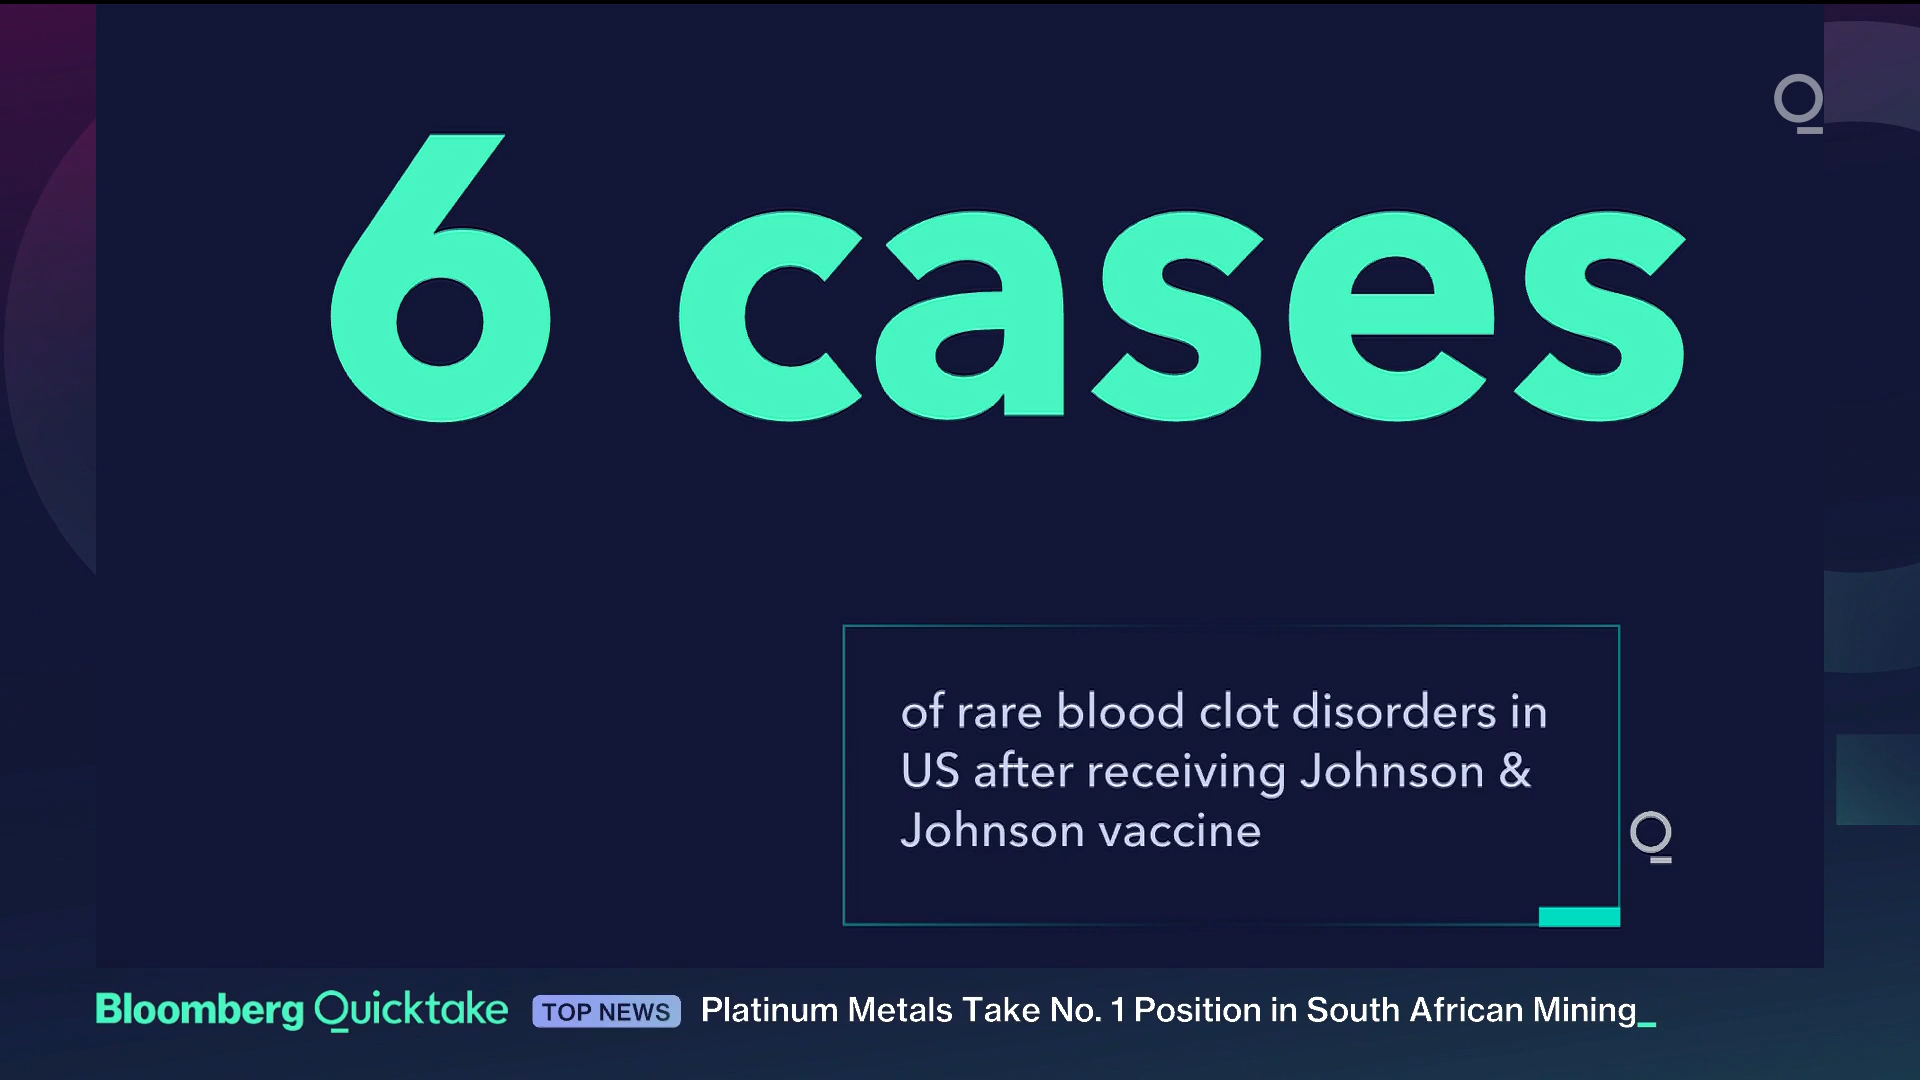 6 cases
of rare blood clot disorders in
US after receiving Johnson &
Johnson vaccine
Bloomberg Quicktake TOP NEWS Platinum Metals Take No. 1 Position in South African Mining_